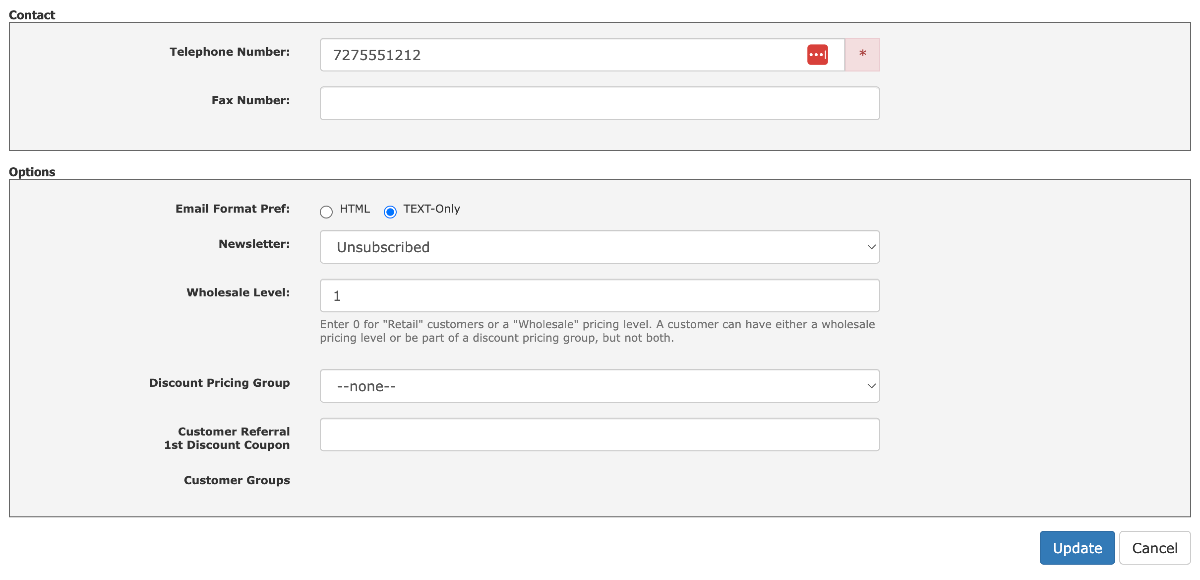 Contact
Telephone Number:
7275551212
*
Fax Number:
Options
Email Format Pref:
HTML
TEXT-Only
Newsletter:
Unsubscribed
Wholesale Level:
1
Enter 0 for "Retail" customers or a "Wholesale" pricing level. A customer can have either a wholesale
pricing level or be part of a discount pricing group, but not both.
Discount Pricing Group
--none--
Customer Referral
1st Discount Coupon
Customer Groups
Update
Cancel